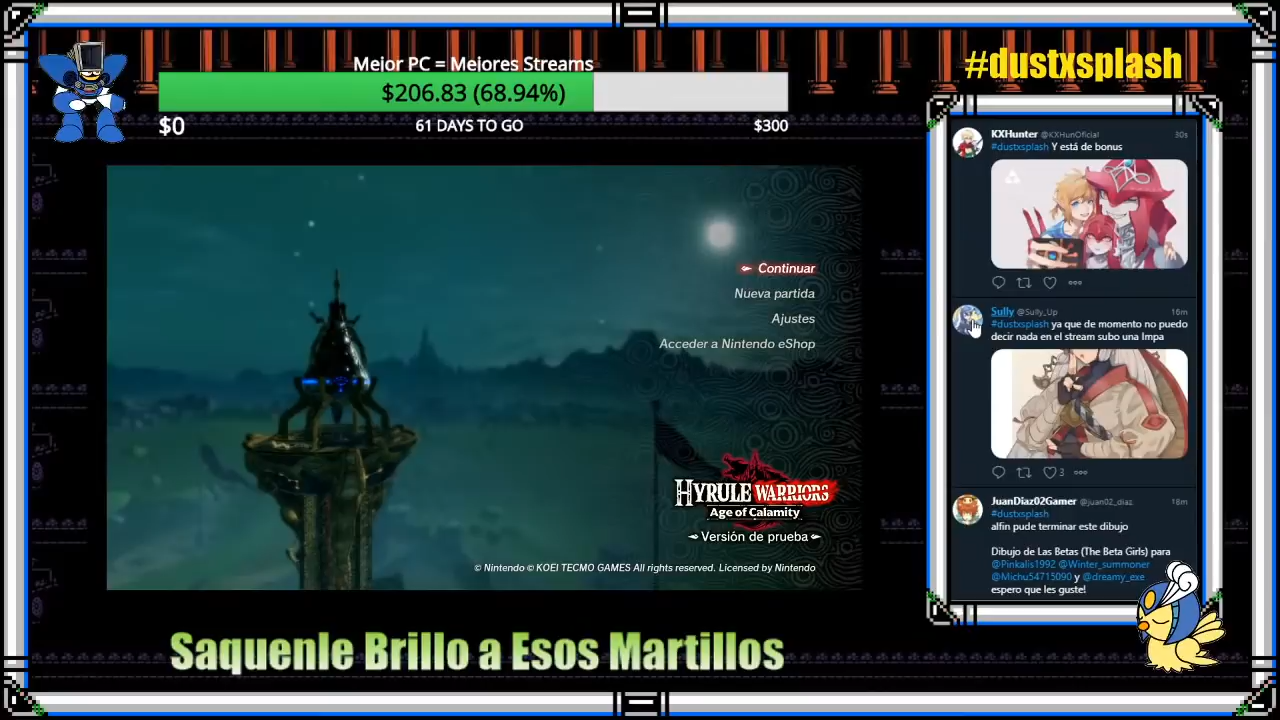 Mejor PC = Mejores Streams
$206.83 (68.94%)
$0
61 DAYS TO GO
$300
Continuar
Nueva partida
Ajustes
Acceder a Nintendo eShop
HYRULE WARRIORS
Age of Calamity
Versión de prueba
© Nintendo © KOEI TECMO GAMES All rights reserved. Licensed by Nintendo
Saquenle Brillo a Esos Martillos
#dustxsplash
KXHunter @KXHunOficial 30s
#dustxsplash Y está de bonus
Sully @Sully_Up 16m
#dustxsplash ya que de momento no puedo
decir nada en el stream subo una Impa
3
JuanDiaz02Gamer @juan02_diaz 18m
#dustxsplash
alfin pude terminar este dibujo
Dibujo de Las Betas (The Beta Girls) para
@Pinkalis1992 @Winter_summoner
@Michu54715090 y @dreamy_exe
espero que les guste!